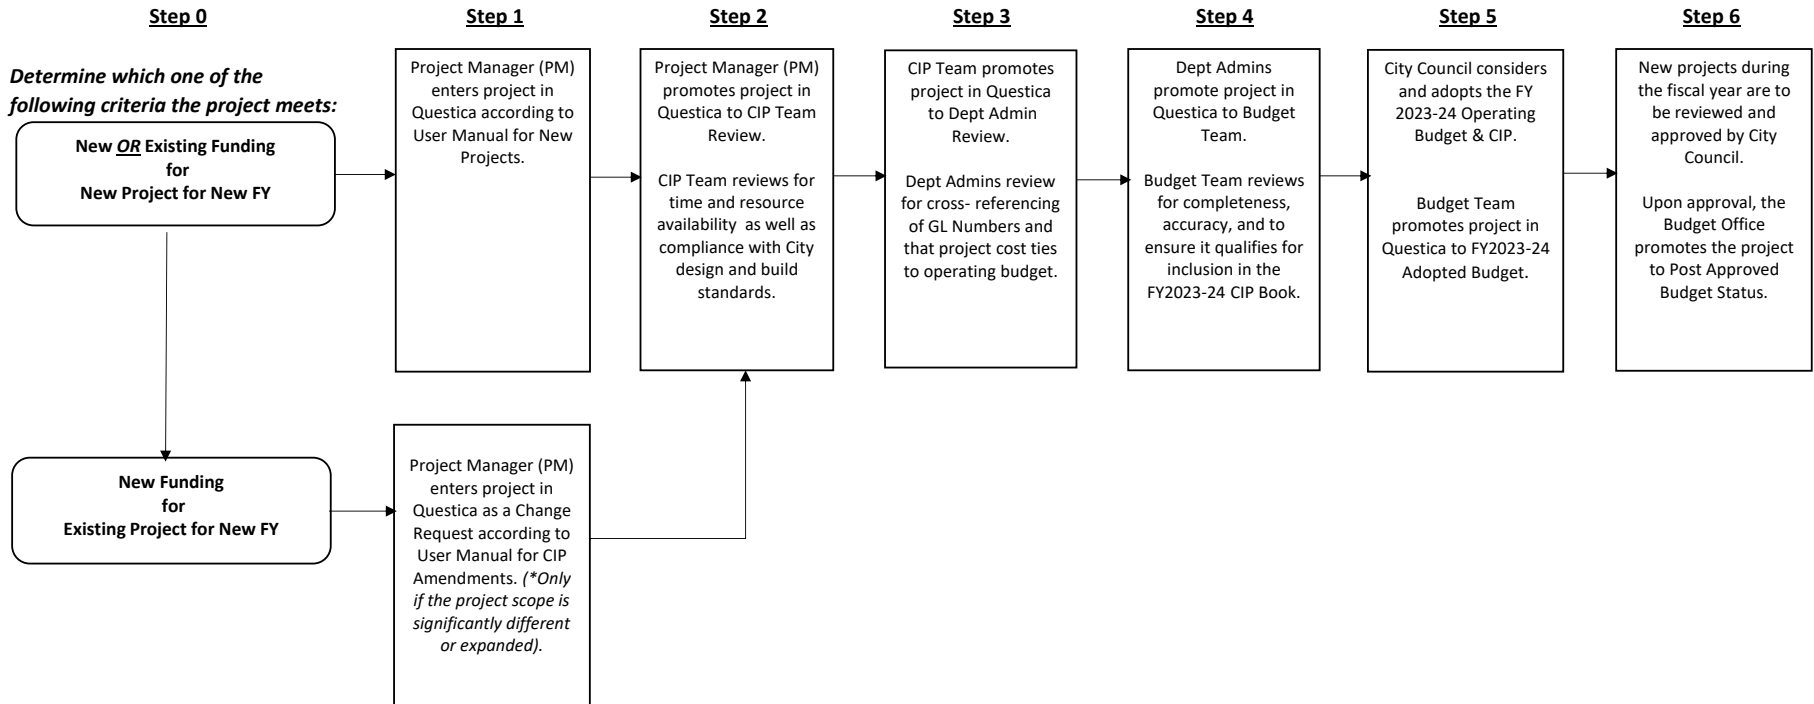 Step 0
Step 1
Step 2
Step 3
Step 4
Step 5
Step 6
Determine which one of the
following criteria the project meets:
New OR Existing Funding
for
New Project for New FY
Project Manager (PM)
enters project in
Questica according to
User Manual for New
Projects.
Project Manager (PM)
promotes project in
Questica to CIP Team
Review.
CIP Team reviews for
time and resource
availability as well as
compliance with City
design and build
standards.
CIP Team promotes
project in Questica
to Dept Admin
Review.
Dept Admins review
for cross- referencing
of GL Numbers and
that project cost ties
to operating budget.
Dept Admins
promote project in
Questica to Budget
Team.
Budget Team reviews
for completeness,
accuracy, and to
ensure it qualifies for
inclusion in the
FY2023-24 CIP Book.
City Council considers
and adopts the FY
2023-24 Operating
Budget & CIP.
Budget Team
promotes project in
Questica to FY2023-24
Adopted Budget.
New projects during
the fiscal year are to
be reviewed and
approved by City
Council.
Upon approval, the
Budget Office
promotes the project
to Post Approved
Budget Status.
New Funding
for
Existing Project for New FY
Project Manager (PM)
enters project in
Questica as a Change
Request according to
User Manual for CIP
Amendments. (*Only
if the project scope is
significantly different
or expanded).